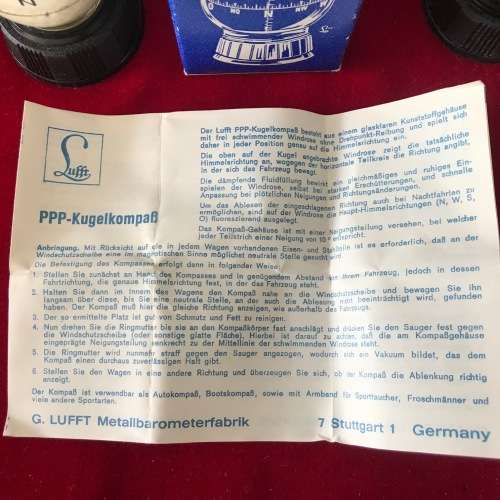 N
Lufft
PPP-Kugelkompaß
Der Lufft PPP-Kugelkompaß besteht aus einem glasklaren Kunststoffgehäuse
mit frei schwimmender Windrose ohne Drehpunkt-Reibung und spielt sich
daher in jeder Position genau auf die Himmelsrichtung ein.
Die oben auf der Kugel angebrachte Windrose zeigt die tatsächliche
Himmelsrichtung an, wogegen der horizontale Teilkreis die Richtung angibt,
in der sich das Fahrzeug bewegt.
Die dämpfende Fluidfüllung bewirkt ein gleichmäßiges und ruhiges Ein-
spielen der Windrose, selbst bei starken Erschütterungen, und schnelle
Anpassung bei plötzlichen Neigungen und Richtungsänderungen.
Um das Ablesen der eingeschlagenen Richtung auch bei Nachtfahrten zu
ermöglichen, sind auf der Windrose die Haupt-Himmelsrichtungen (N, W, S,
O) fluoreszierend ausgelegt.
Das Kompaß-Gehäuse ist mit einer Neigungsteilung versehen, bei welcher
jeder Teilstrich einer Neigung von 15° entspricht.
Anbringung. Mit Rücksicht auf die in jedem Wagen vorhandenen Eisen- und Stahlteile ist es erforderlich, daß an der
Windschutzscheibe eine im magnetischen Sinne möglichst neutrale Stelle gesucht wird
Die Befestigung des Kompasses erfolgt dann in folgender Weise:
1. Stellen Sie zunächst an Hand des Kompasses und in genügendem Abstand von Ihrem Fahrzeug, jedoch in dessen
Fahrtrichtung, die genaue Himmelsrichtung fest, in der das Fahrzeug steht.
2. Halten Sie dann im Innern des Wagens den Kompaß nahe an die Windschutzscheibe und bewegen Sie ihn
langsam über diese, bis Sie eine neutrale Stelle, an der auch die Ablesung nicht beeinträchtigt wird, gefunden
haben. Der Kompaß muß hier die gleiche Richtung anzeigen, wie außerhalb des Fahrzeugs.
3. Der so ermittelte Platz ist gut von Schmutz und Fett zu reinigen.
4. Nun drehen Sie die Ringmutter bis sie an den Kompaßkörper fast anschlägt und drücken Sie den Sauger fest gegen
die Windschutzscheibe (oder sonstige glatte Fläche), Hierbei ist darauf zu achten, daß die am Kompaßgehäuse
eingeprägte Neigungsteilung senkrecht zu der Mittellinie der schwimmenden Windrose steht.
5. Die Ringmutter wird nunmehr straff gegen den Sauger angezogen, wodurch sich ein Vakuum bildet, das dem
Kompaß einen durchaus zuverlässigen Halt gibt.
6. Stellen Sie den Wagen in eine andere Richtung und überzeugen Sie sich, ob der Kompaß die Ablenkung richtig
anzeigt.
Der Kompaß ist verwendbar als Autokompaß, Bootskompaß, sowie mit Armband für Sporttaucher, Froschmänner und
viele andere Sportarten.
G. LUFFT Metallbarometerfabrik 7 Stuttgart 1 Germany